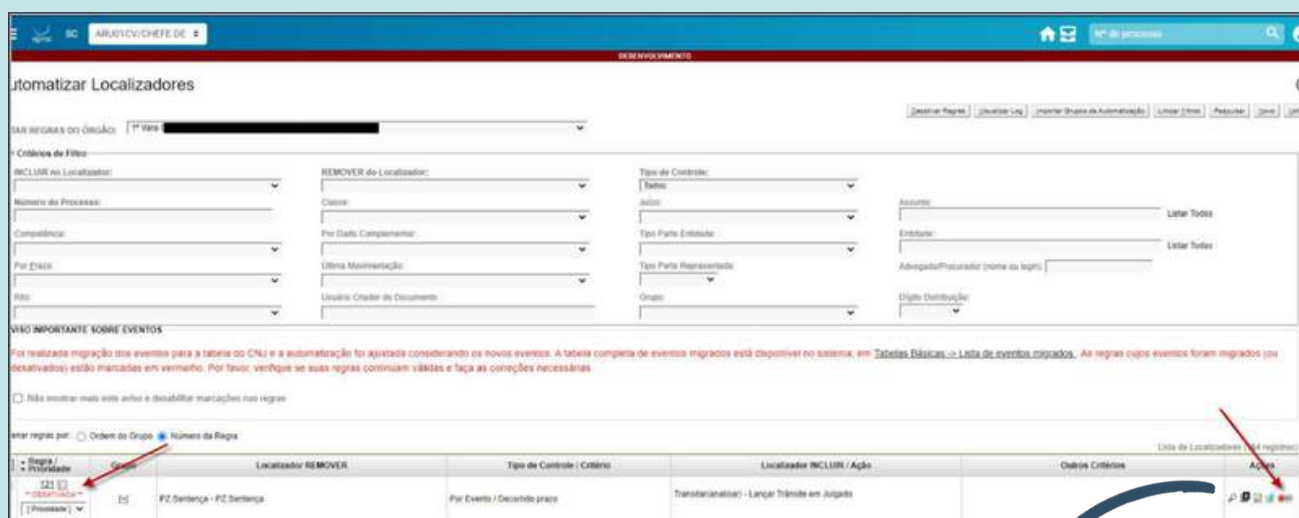 SC ARU01CV/CHEFE DE Nº do processo
DESENVOLVIMENTO
utomatizar Localizadores
Desativar Regras Visualizar Log Importar Grupos de Automatização Limpar Filtros Pesquisar Novo
TAR REGRAS DO ÓRGÃO: 1ª Vara
Critérios de Filtro
INCLUIR no Localizador: REMOVER do Localizador: Tipo de Controle:
Todos
Número do Processo: Classe: Juízo: Assunto:
Listar Todos
Competência: Por Dado Complementar: Tipo Parte Entidade: Entidade:
Listar Todos
Por Prazo: Última Movimentação: Tipo Parte Representada: Advogado/Procurador (nome ou login):
Rito: Usuário Criador do Documento: Grupo: Dígito Distribuição:
VISO IMPORTANTE SOBRE EVENTOS
Foi realizada migração dos eventos para a tabela do CNJ e a automatização foi ajustada considerando os novos eventos. A tabela completa de eventos migrados está disponível no sistema, em Tabelas Básicas -> Lista de eventos migrados. As regras cujos eventos foram migrados (ou
desativados) estão marcadas em vermelho. Por favor, verifique se suas regras continuam válidas e faça as correções necessárias.
Não mostrar mais este aviso e desabilitar marcações nas regras
enar regras por: Ordem do Grupo Número da Regra
Lista de Localizadores registros)
Regra / Prioridade Grupo Localizador REMOVER Tipo de Controle / Critério Localizador INCLUIR / Ação Outros Critérios Ações
121
* DESATIVADA *
[ Prioridade ]
PZ Sentença - PZ Sentença Por Evento / Decorrido prazo Transitar(analisar) - Lançar Trânsito em Julgado